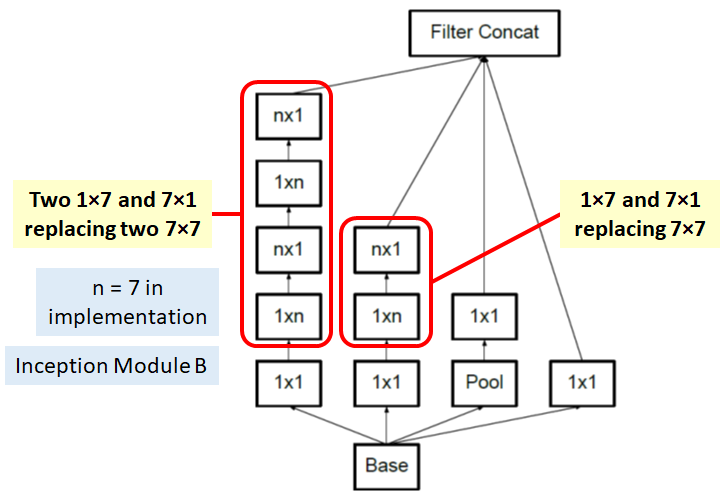 Filter Concat
nx1
1xn
Two 1×7 and 7×1
replacing two 7×7
1×7 and 7×1
replacing 7×7
nx1
nx1
n = 7 in
implementation
1xn
1xn
1x1
Inception Module B
1x1
1x1
Pool
1x1
Base